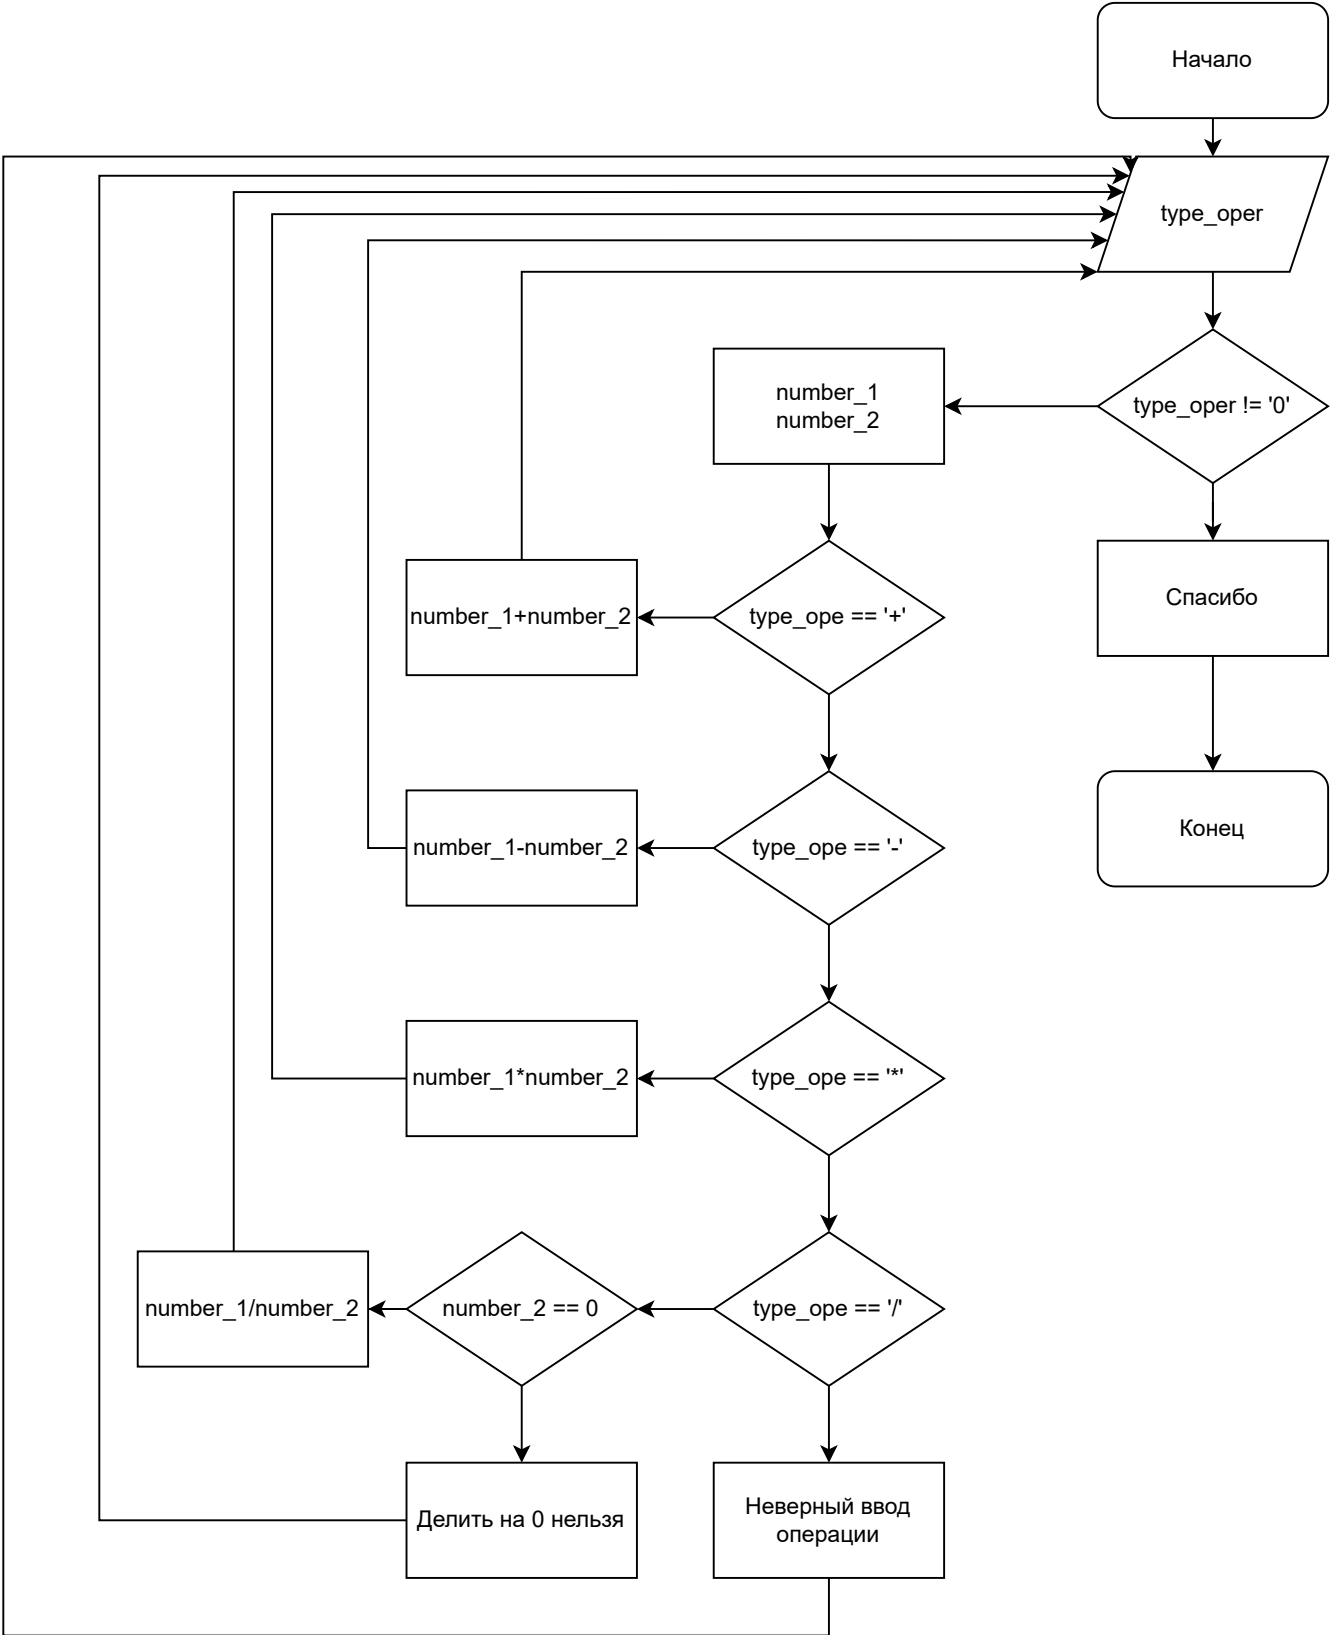 Начало
type_oper
type_oper != '0'
number_1
number_2
Спасибо
type_ope == '+'
number_1+number_2
Конец
type_ope == '-'
number_1-number_2
type_ope == '*'
number_1*number_2
type_ope == '/'
number_2 == 0
number_1/number_2
Делить на 0 нельзя
Неверный ввод
операции